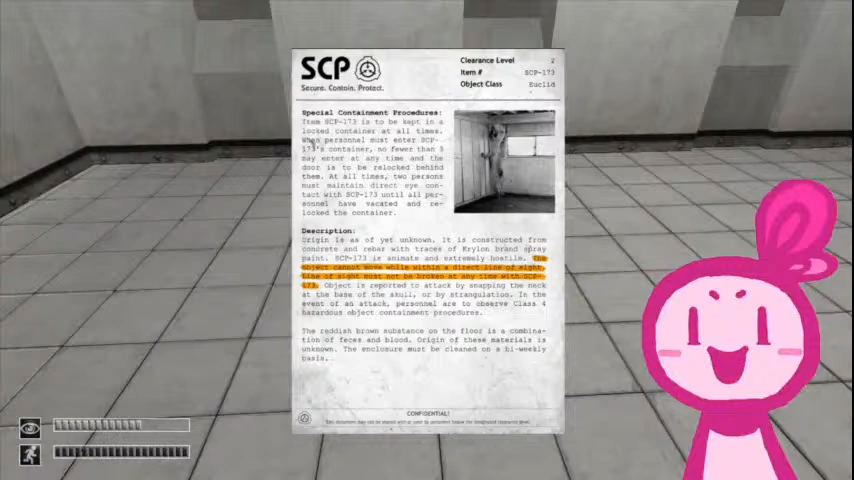 SCP
Secure. Contain. Protect.
Clearance Level 2
Item # SCP-173
Object Class Euclid
Special Containment Procedures:
Item SCP-173 is to be kept in a
locked container at all times.
When personnel must enter SCP-
173's container, no fewer than 3
may enter at any time and the
door is to be relocked behind
them. At all times, two persons
must maintain direct eye con-
tact with SCP-173 until all per-
sonnel have vacated and re-
locked the container.
Description:
Origin is as of yet unknown. It is constructed from
concrete and rebar with traces of Krylon brand spray
paint. SCP-173 is animate and extremely hostile. The
object cannot move while within a direct line of sight.
Line of sight must not be broken at any time with SCP-
173. Object is reported to attack by snapping the neck
at the base of the skull, or by strangulation. In the
event of an attack, personnel are to observe Class 4
hazardous object containment procedures.
The reddish brown substance on the floor is a combina-
tion of feces and blood. Origin of these materials is
unknown. The enclosure must be cleaned on a bi-weekly
basis.
CONFIDENTIAL!